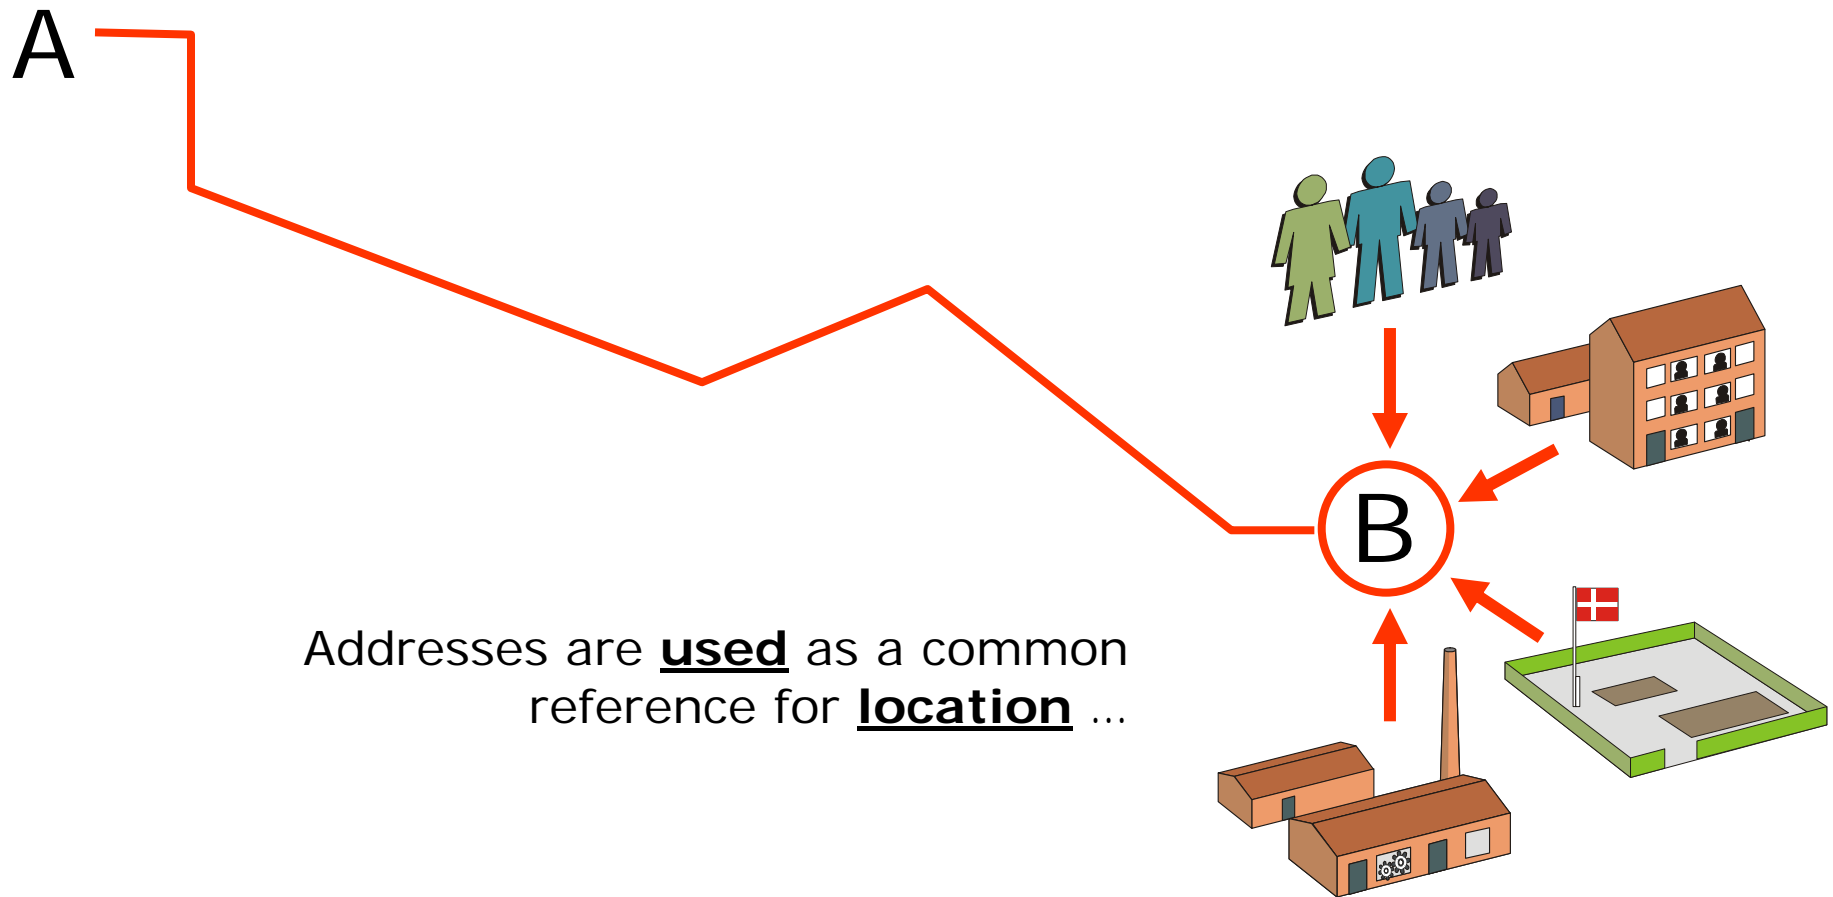 A
B
Addresses are used as a common
reference for location ...